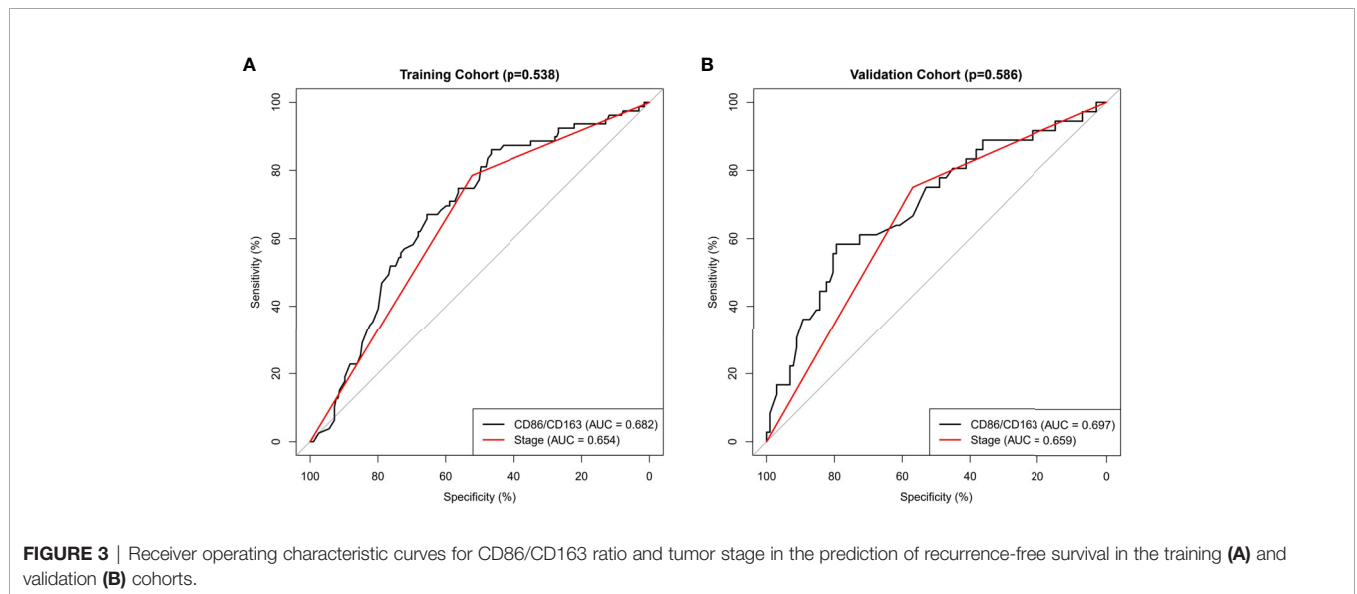 A
Training Cohort (p=0.538)
Sensitivity (%)
100
80
60
40
20
0
CD86/CD163 (AUC = 0.682)
Stage (AUC = 0.654)
100 80 60 40 20 0
Specificity (%)
B
Validation Cohort (p=0.586)
Sensitivity (%)
100
80
60
40
20
0
CD86/CD163 (AUC = 0.697)
Stage (AUC = 0.659)
100 80 60 40 20 0
Specificity (%)
FIGURE 3 | Receiver operating characteristic curves for CD86/CD163 ratio and tumor stage in the prediction of recurrence-free survival in the training (A) and
validation (B) cohorts.